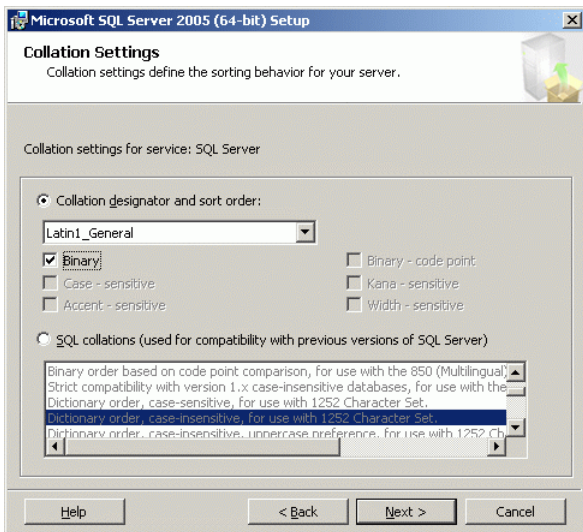 Microsoft SQL Server 2005 (64-bit) Setup
Collation Settings
Collation settings define the sorting behavior for your server.
Collation settings for service: SQL Server
Collation designator and sort order:
Latin1_General
Binary
Binary - code point
Case - sensitive
Kana - sensitive
Accent - sensitive
Width - sensitive
SQL collations (used for compatibility with previous versions of SQL Server)
Binary order based on code point comparison, for use with the 850 (Multilingual)
Strict compatibility with version 1.x case-insensitive databases, for use with the
Dictionary order, case-sensitive, for use with 1252 Character Set.
Dictionary order, case-insensitive, for use with 1252 Character Set.
Dictionary order, case-insensitive, uppercase preference, for use with 1252 Ch
Help
< Back
Next >
Cancel